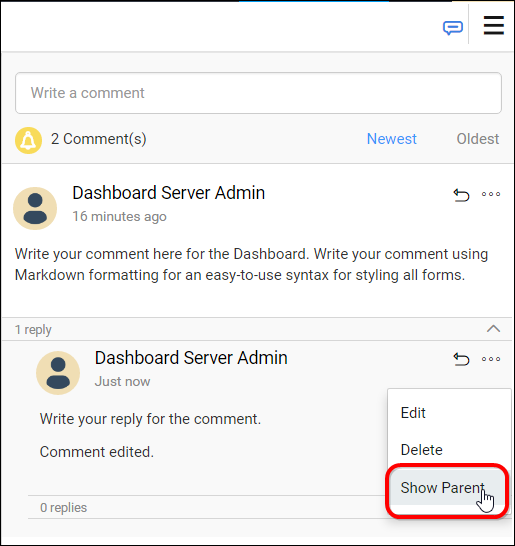 Write a comment
2 Comment(s) Newest Oldest
Dashboard Server Admin
16 minutes ago
Write your comment here for the Dashboard. Write your comment using
Markdown formatting for an easy-to-use syntax for styling all forms.
1 reply
Dashboard Server Admin
Just now
Write your reply for the comment.
Comment edited.
Edit
Delete
Show Parent
0 replies